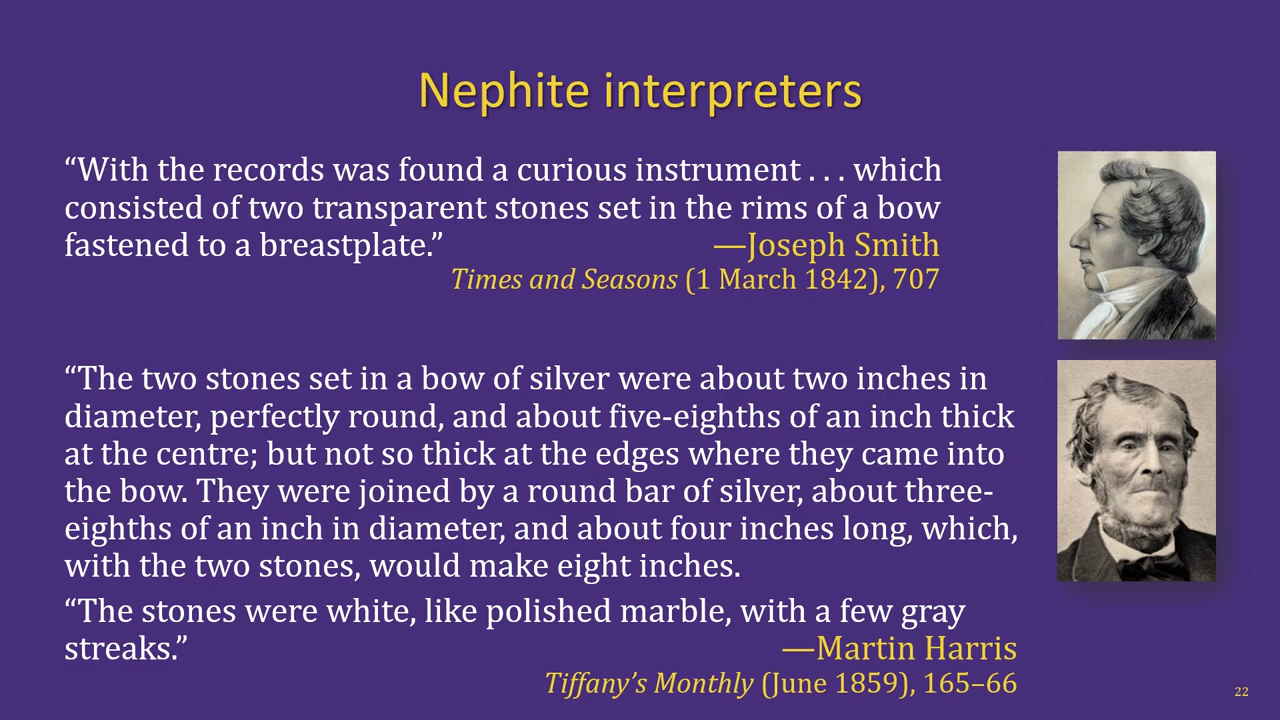 Nephite interpreters
“With the records was found a curious instrument . . . which
consisted of two transparent stones set in the rims of a bow
fastened to a breastplate.” —Joseph Smith
Times and Seasons (1 March 1842), 707
“The two stones set in a bow of silver were about two inches in
diameter, perfectly round, and about five-eighths of an inch thick
at the centre; but not so thick at the edges where they came into
the bow. They were joined by a round bar of silver, about three-
eighths of an inch in diameter, and about four inches long, which,
with the two stones, would make eight inches.
“The stones were white, like polished marble, with a few gray
streaks.” —Martin Harris
Tiffany’s Monthly (June 1859), 165–66
22